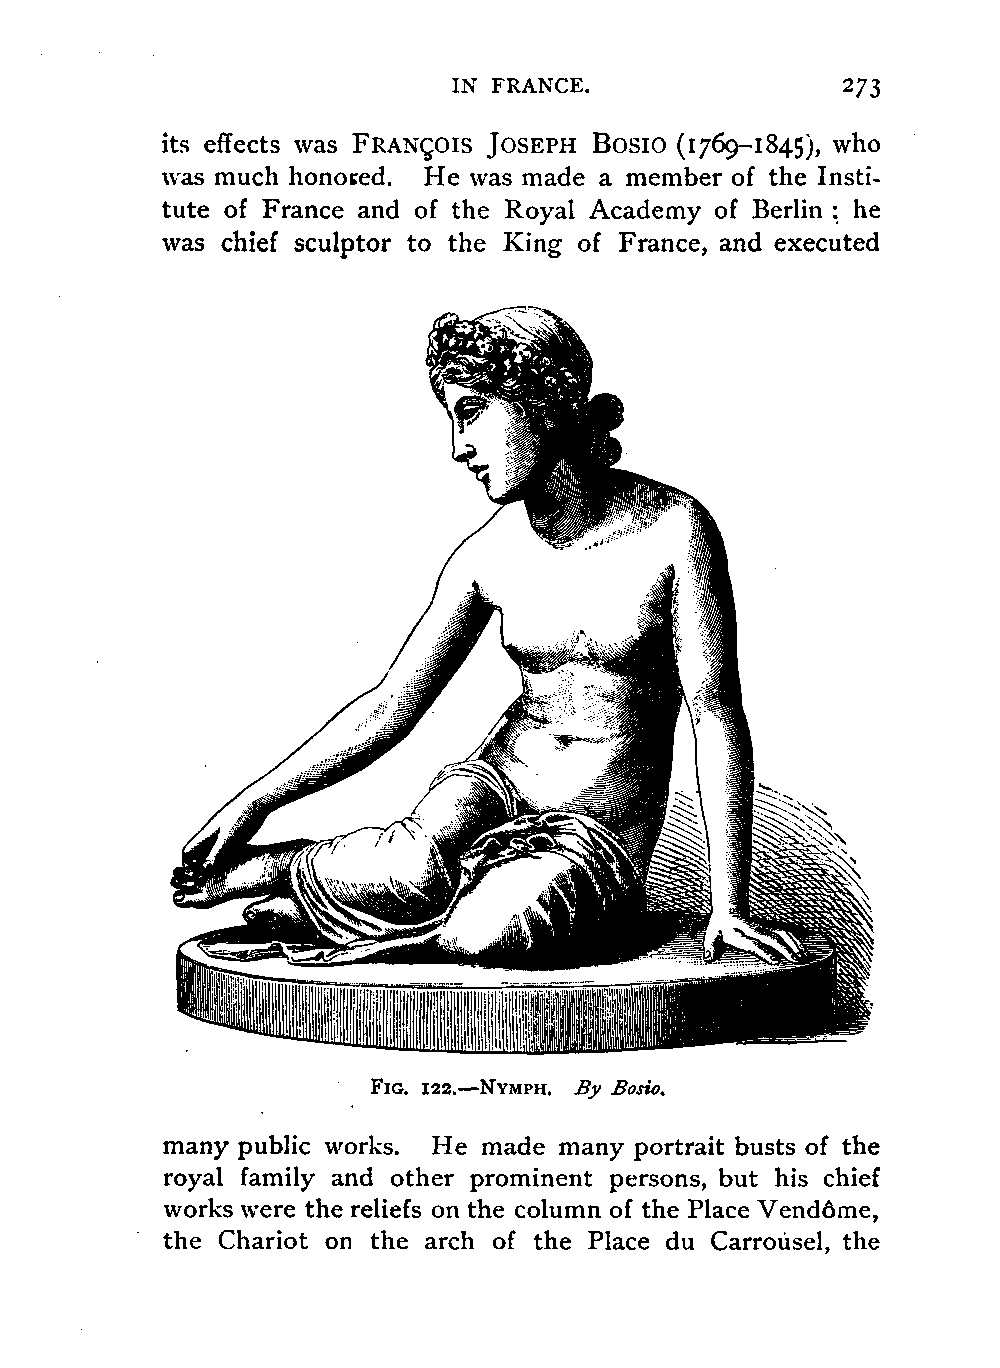 IN FRANCE. 273
its effects was FRANÇOIS JOSEPH BOSIO (1769–1845), who
was much honored. He was made a member of the Insti-
tute of France and of the Royal Academy of Berlin ; he
was chief sculptor to the King of France, and executed
FIG. 122.—NYMPH. By Bosio.
many public works. He made many portrait busts of the
royal family and other prominent persons, but his chief
works were the reliefs on the column of the Place Vendôme,
the Chariot on the arch of the Place du Carrousel, the